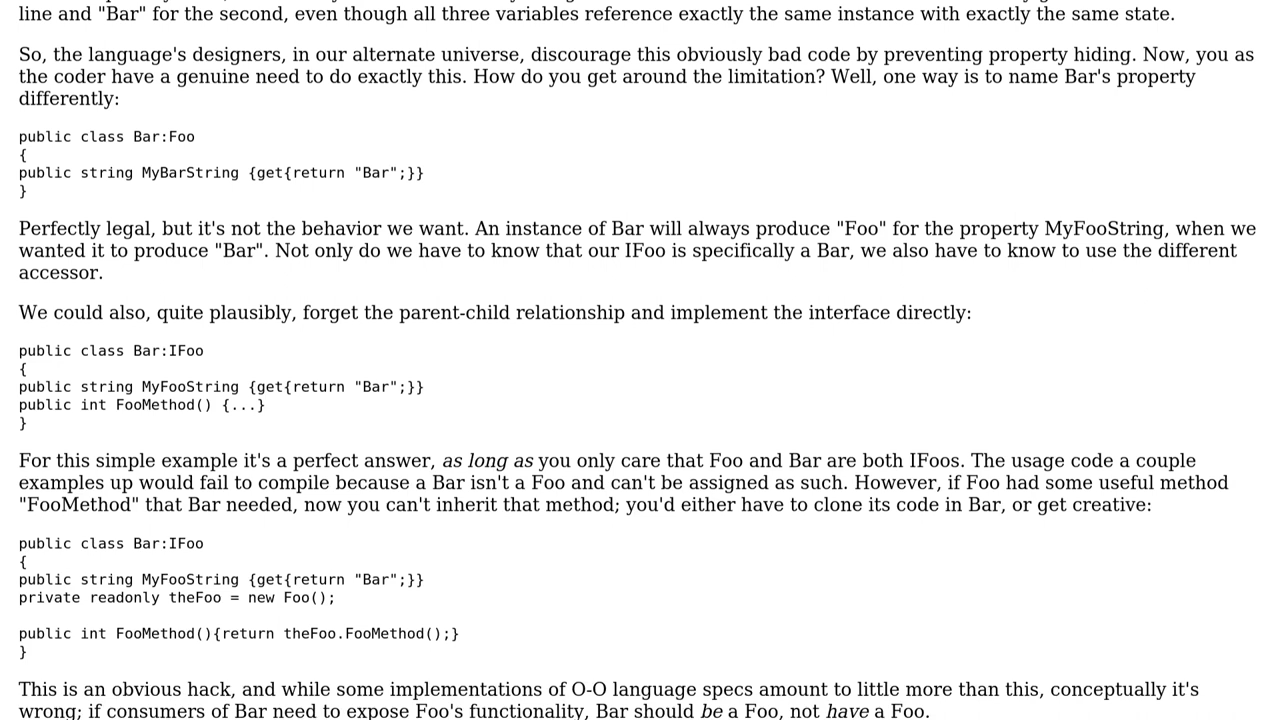 line and "Bar" for the second, even though all three variables reference exactly the same instance with exactly the same state.
So, the language's designers, in our alternate universe, discourage this obviously bad code by preventing property hiding. Now, you as
the coder have a genuine need to do exactly this. How do you get around the limitation? Well, one way is to name Bar's property
differently:
public class Bar:Foo
{
public string MyBarString {get{return "Bar";}}
}
Perfectly legal, but it's not the behavior we want. An instance of Bar will always produce "Foo" for the property MyFooString, when we
wanted it to produce "Bar". Not only do we have to know that our IFoo is specifically a Bar, we also have to know to use the different
accessor.
We could also, quite plausibly, forget the parent-child relationship and implement the interface directly:
public class Bar:IFoo
{
public string MyFooString {get{return "Bar";}}
public int FooMethod() {...}
}
For this simple example it's a perfect answer, as long as you only care that Foo and Bar are both IFoos. The usage code a couple
examples up would fail to compile because a Bar isn't a Foo and can't be assigned as such. However, if Foo had some useful method
"FooMethod" that Bar needed, now you can't inherit that method; you'd either have to clone its code in Bar, or get creative:
public class Bar:IFoo
{
public string MyFooString {get{return "Bar";}}
private readonly theFoo = new Foo();
public int FooMethod(){return theFoo.FooMethod();}
}
This is an obvious hack, and while some implementations of O-O language specs amount to little more than this, conceptually it's
wrong; if consumers of Bar need to expose Foo's functionality, Bar should be a Foo, not have a Foo.